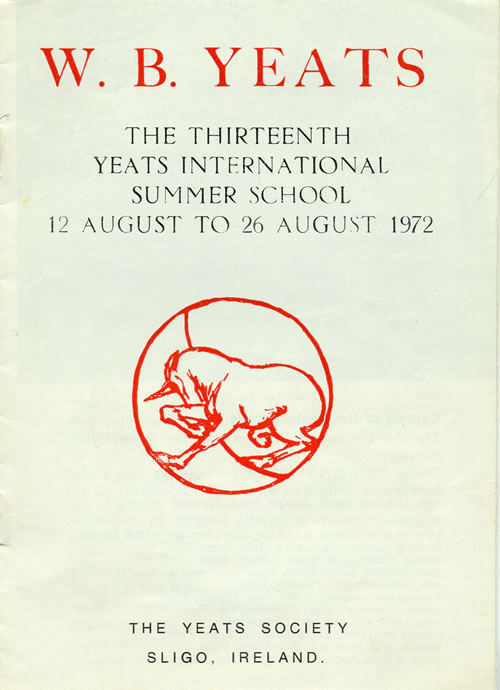 W. B. YEATS
THE THIRTEENTH
YEATS INTERNATIONAL
SUMMER SCHOOL
12 AUGUST TO 26 AUGUST 1972
THE YEATS SOCIETY
SLIGO, IRELAND.